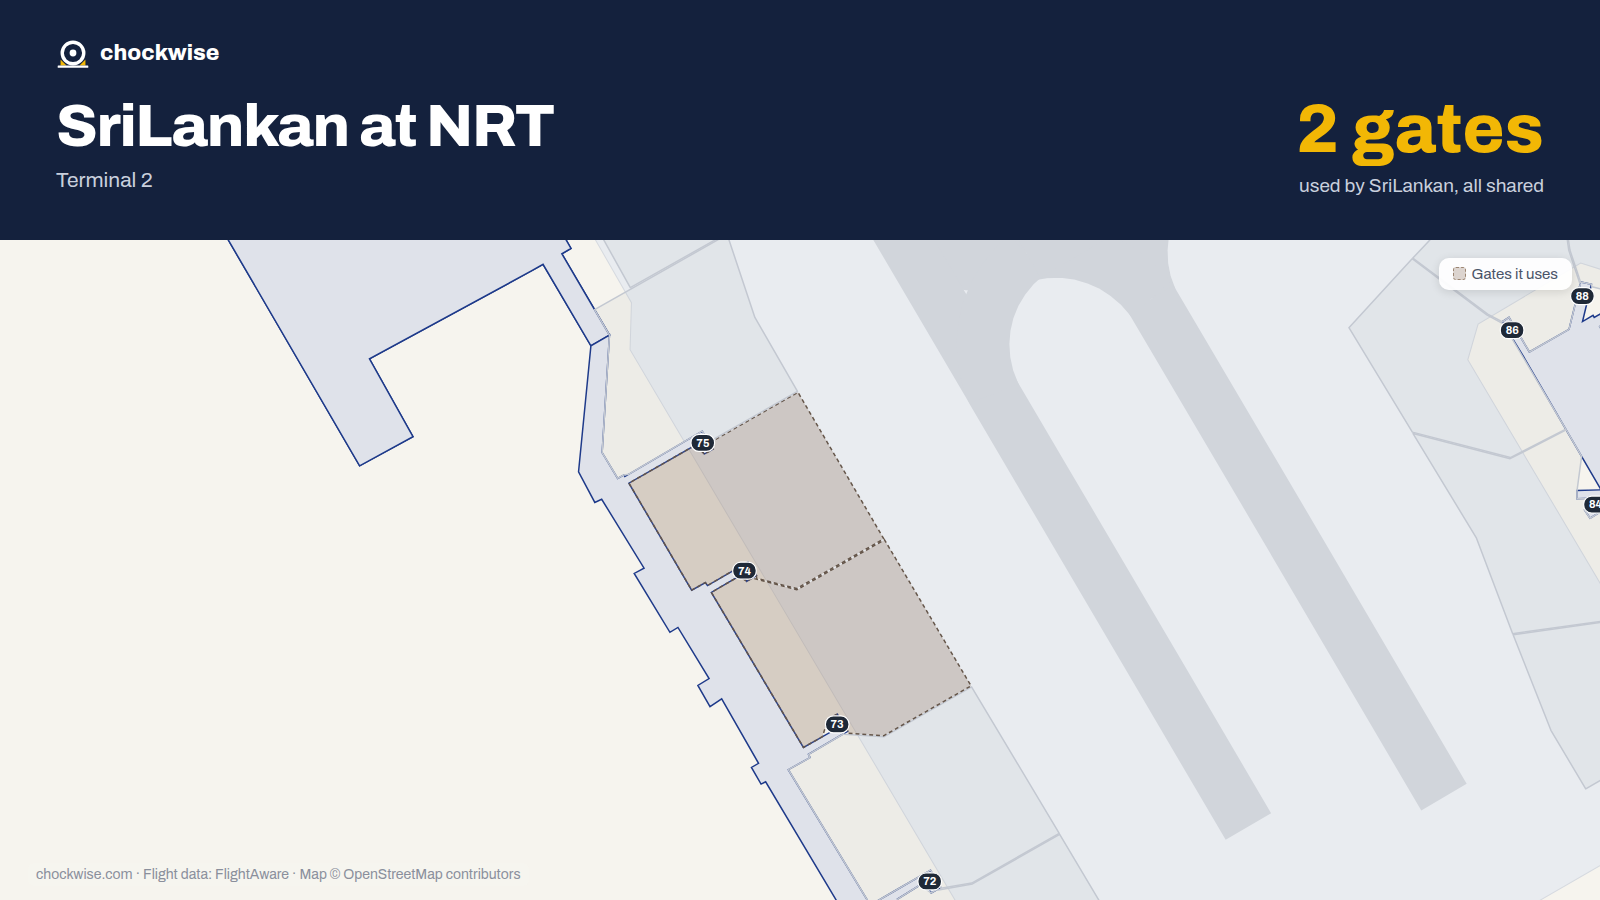 chockwise
SriLankan at NRT
Terminal 2
2 gates
used by SriLankan, all shared
Gates it uses
88
86
84
75
74
73
72
chockwise.com · Flight data: FlightAware · Map © OpenStreetMap contributors